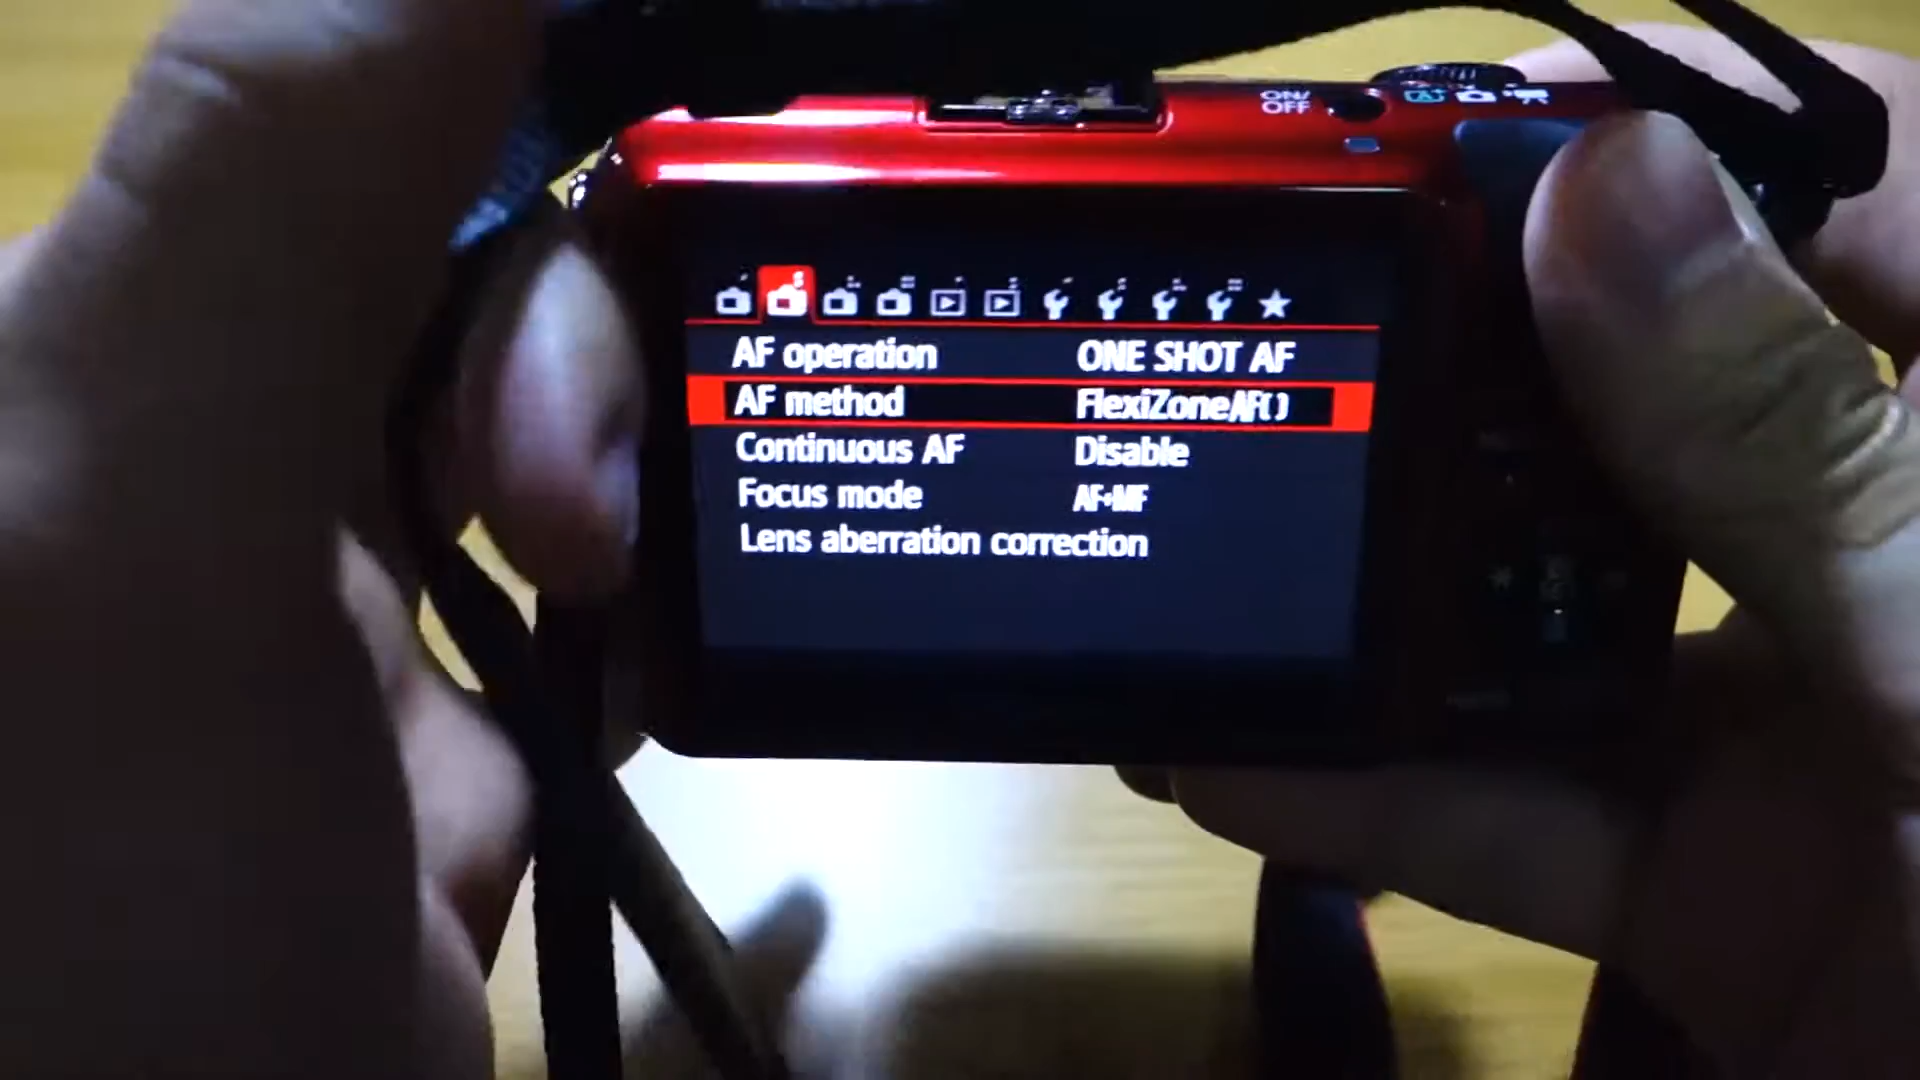 ON/
OFF
AF operation ONE SHOT AF
AF method FlexiZoneAF()
Continuous AF Disable
Focus mode AF+MF
Lens aberration correction